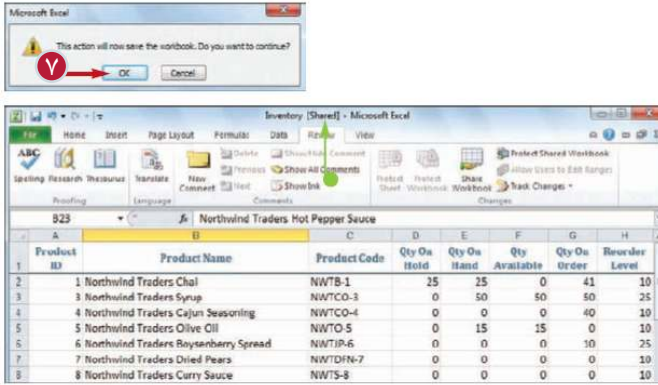 Microsoft Excel
This action will now save the workbook. Do you want to continue?
٧
OK Cancel
Inventory [Shared] - Microsoft Excel
File Home Insert Page Layout Formulas Data Review View
ABC
Spelling Research Thesaurus Translate New Comment Delete Previous Next Show/Hide Comment Show All Comments Show Ink Protect Sheet Protect Workbook Share Workbook Protect Shared Workbook Allow Users to Edit Ranges Track Changes
Proofing Language Comments Changes
B23 fx Northwind Traders Hot Pepper Sauce
A B C D E F G H
1 Product ID Product Name Product Code Qty On Hold Qty On Hand Qty Available Qty On Order Reorder Level
2 1 Northwind Traders Chai NWTB-1 25 25 0 41 10
3 3 Northwind Traders Syrup NWTCO-3 0 50 50 50 25
4 4 Northwind Traders Cajun Seasoning NWTCO-4 0 0 0 40 10
5 5 Northwind Traders Olive Oil NWTO-5 0 15 15 0 10
6 6 Northwind Traders Boysenberry Spread NWTJP-6 0 0 0 10 25
7 7 Northwind Traders Dried Pears NWTDFN-7 0 0 0 0 10
8 8 Northwind Traders Curry Sauce NWTS-8 0 0 0 0 10